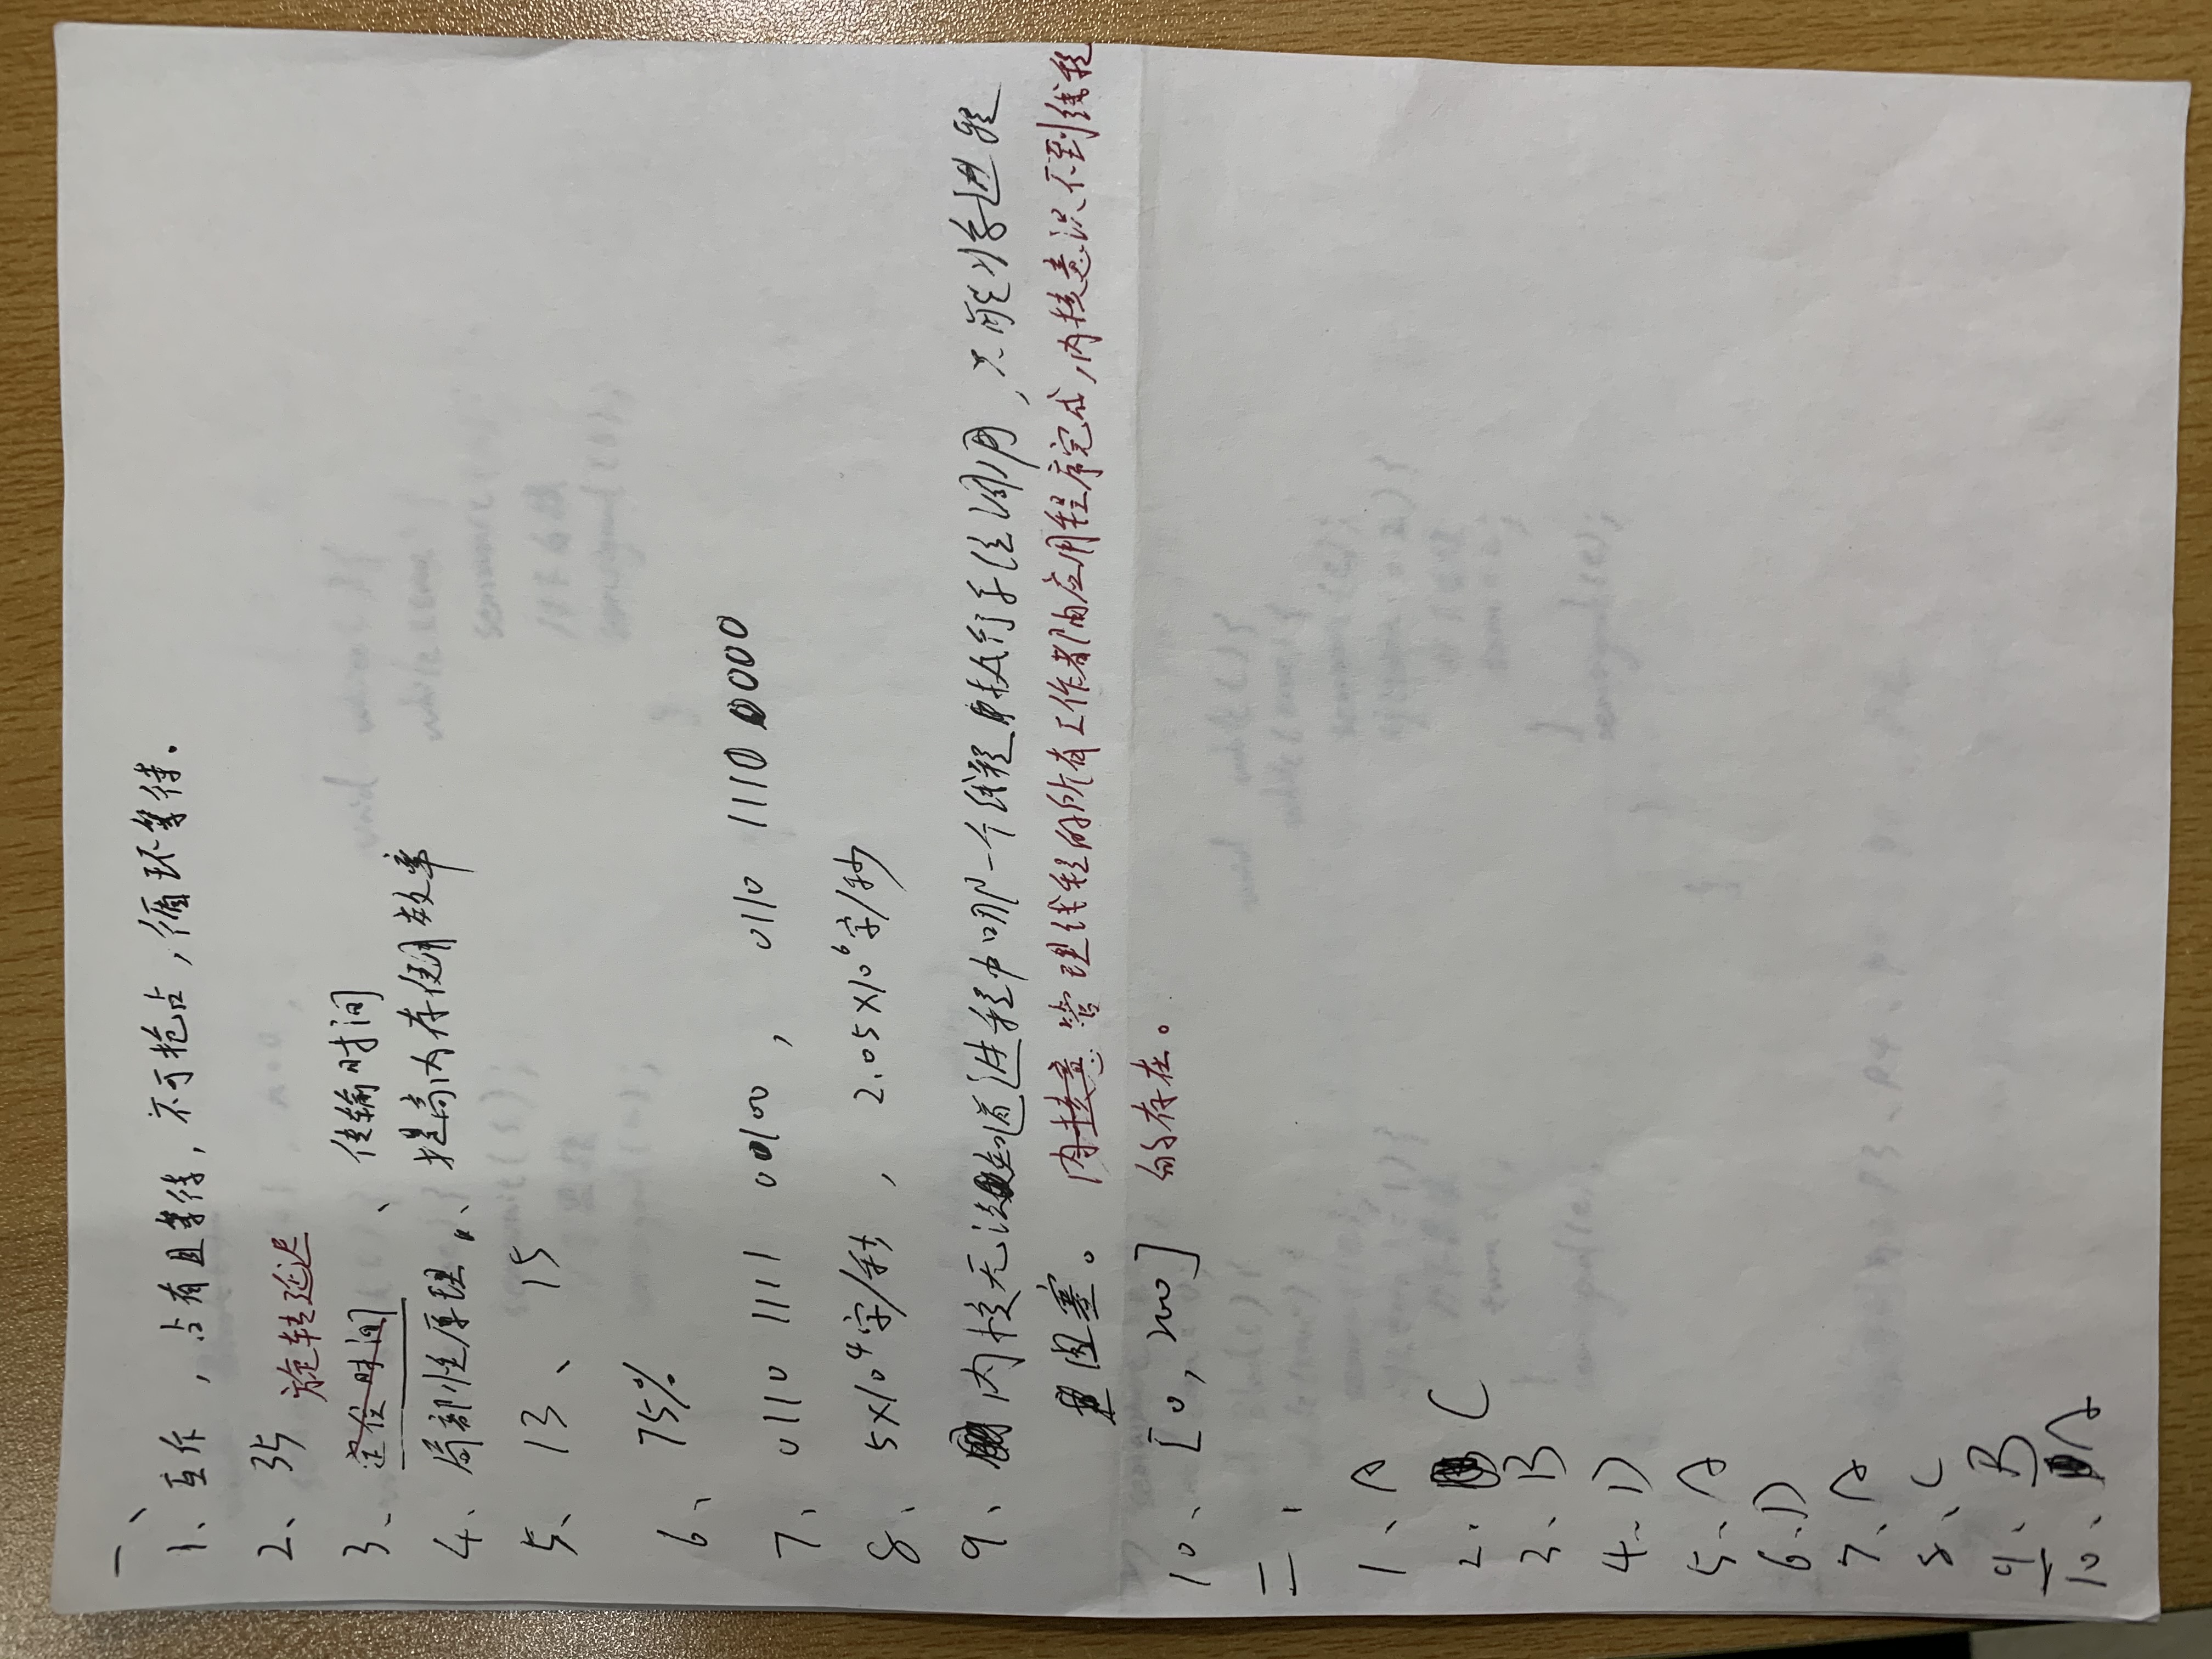 一、
1、互斥，占有且等待，不可抢占，循环等待。
2、35
旋转延迟
3、定位时间、传输时间
4、局部性原理、提高内存使用效率
5、13、15
6、75%
7、0110 1111 00100，0110 11110 0000
8、5×10⁴字/秒，2.05×10⁶字/秒
9、内核无法知道进程中哪一个线程执行系统调用，只能将进程
阻塞。内核意 管理线程的所有工作都由应用程序完成，内核意识不到线程
10、[0，200] 的存在。
二、
1、A
2、C
3、B
4、D
5、A
6、D
7、A
8、C
9、B
10、A